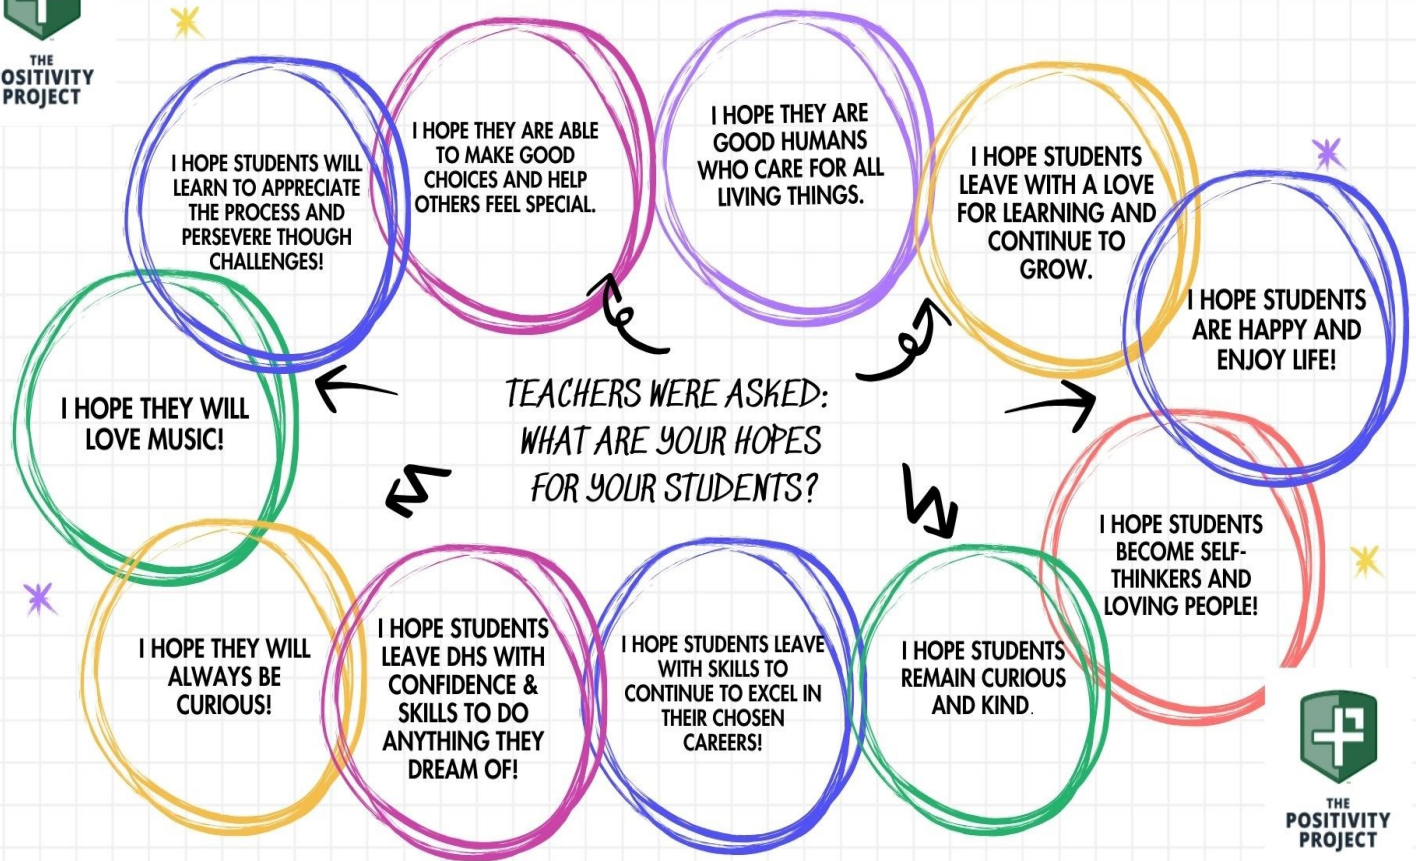 THE
OSITIVITY
PROJECT
I HOPE STUDENTS WILL
LEARN TO APPRECIATE
THE PROCESS AND
PERSEVERE THOUGH
CHALLENGES!
I HOPE THEY ARE ABLE
TO MAKE GOOD
CHOICES AND HELP
OTHERS FEEL SPECIAL.
I HOPE THEY ARE
GOOD HUMANS
WHO CARE FOR ALL
LIVING THINGS.
I HOPE STUDENTS
LEAVE WITH A LOVE
FOR LEARNING AND
CONTINUE TO
GROW.
I HOPE STUDENTS
ARE HAPPY AND
ENJOY LIFE!
I HOPE THEY WILL
LOVE MUSIC!
TEACHERS WERE ASKED:
WHAT ARE YOUR HOPES
FOR YOUR STUDENTS?
I HOPE STUDENTS
BECOME SELF-
THINKERS AND
LOVING PEOPLE!
I HOPE THEY WILL
ALWAYS BE
CURIOUS!
I HOPE STUDENTS
LEAVE DHS WITH
CONFIDENCE &
SKILLS TO DO
ANYTHING THEY
DREAM OF!
I HOPE STUDENTS LEAVE
WITH SKILLS TO
CONTINUE TO EXCEL IN
THEIR CHOSEN
CAREERS!
I HOPE STUDENTS
REMAIN CURIOUS
AND KIND.
THE
POSITIVITY
PROJECT